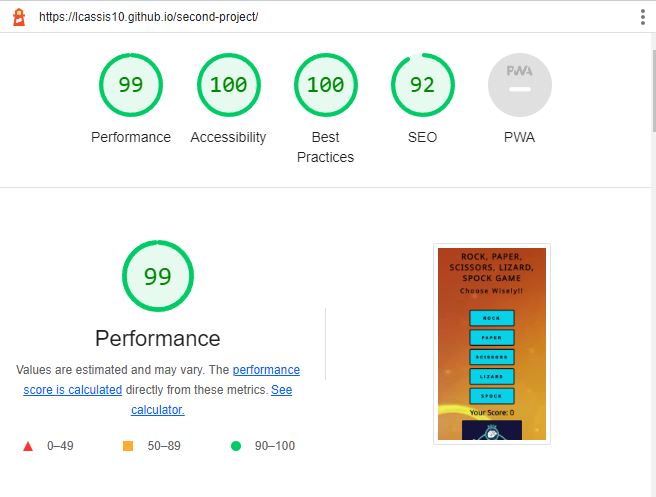 https://lcassis10.github.io/second-project/
99
100
100
92
PWA
Performance
Accessibility
Best
Practices
SEO
PWA
99
Performance
Values are estimated and may vary. The performance
score is calculated directly from these metrics. See
calculator.
0–49
50–89
90–100
ROCK, PAPER,
SCISSORS, LIZARD,
SPOCK GAME
Choose Wisely!!
ROCK
PAPER
SCISSORS
LIZARD
SPOCK
Your Score: 0